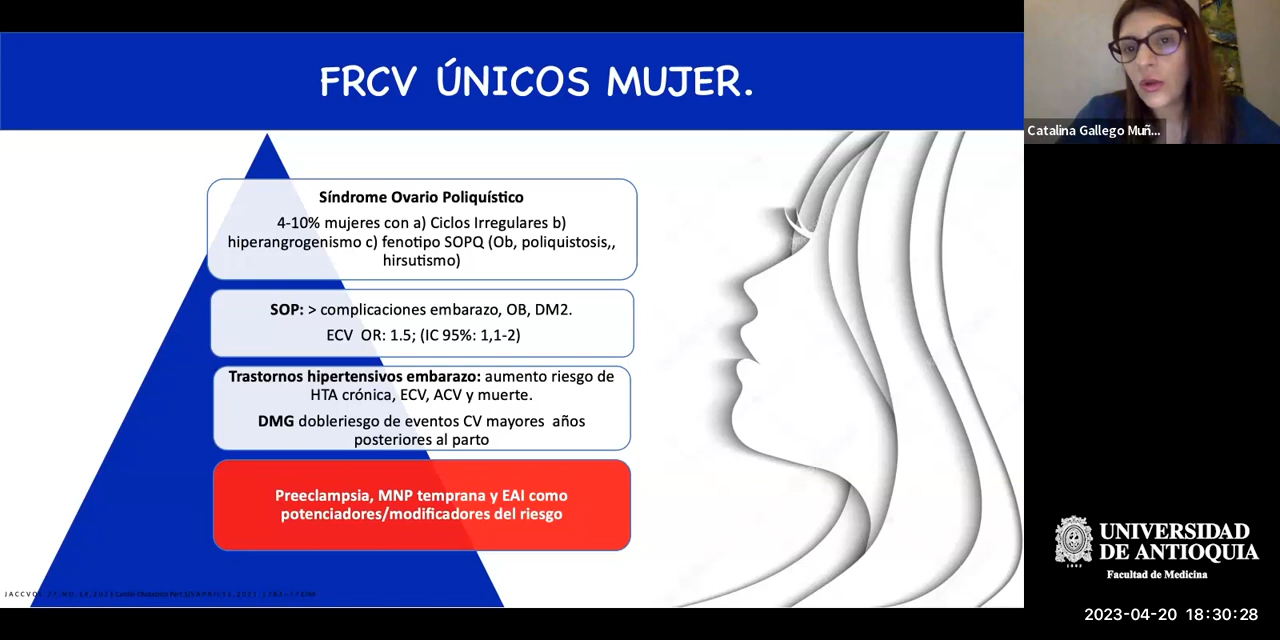 FRCV ÚNICOS MUJER.
Síndrome Ovario Poliquístico
4-10% mujeres con a) Ciclos Irregulares b)
hiperangrogenismo c) fenotipo SOPQ (Ob, poliquistosis,,
hirsutismo)
SOP: > complicaciones embarazo, OB, DM2.
ECV OR: 1.5; (IC 95%: 1,1-2)
Trastornos hipertensivos embarazo: aumento riesgo de
HTA crónica, ECV, ACV y muerte.
DMG dobleriesgo de eventos CV mayores años
posteriores al parto
Preeclampsia, MNP temprana y EAI como
potenciadores/modificadores del riesgo
Catalina Gallego Muñ...
UNIVERSIDAD
DE ANTIOQUIA
1803
Facultad de Medicina
2023-04-20 18:30:28